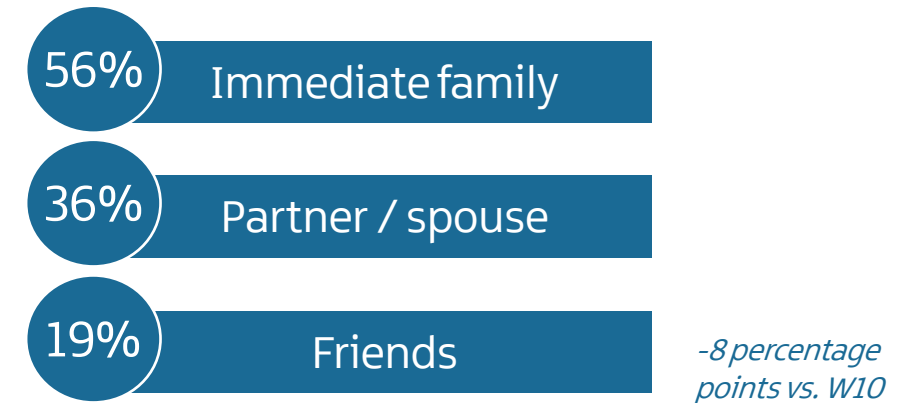 56%
Immediate family
36%
Partner / spouse
19%
Friends
-8 percentage
points vs. W10